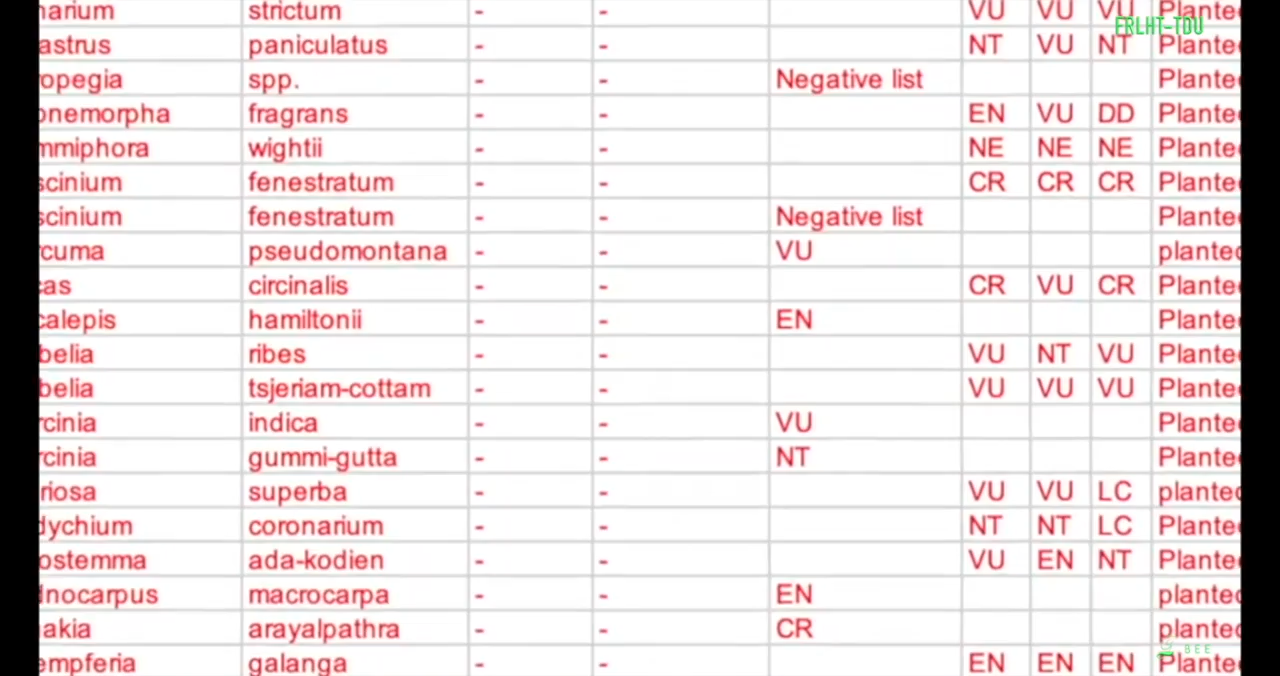 FRLHT-TDU
narium strictum - - VU VU VU Plante
astrus paniculatus - - NT VU NT Plante
opegia spp. - - Negative list Plante
onemorpha fragrans - - EN VU DD Plante
mmiphora wightii - - NE NE NE Plante
scinium fenestratum - - CR CR CR Plante
scinium fenestratum - - Negative list Plante
rcuma pseudomontana - - VU plante
cas circinalis - - CR VU CR Plante
calepis hamiltonii - - EN Plante
belia ribes - - VU NT VU Plante
belia tsjeriam-cottam - - VU VU VU Plante
rcinia indica - - VU Plante
rcinia gummi-gutta - - NT Plante
riosa superba - - VU VU LC plante
dychium coronarium - - NT NT LC Plante
ostemma ada-kodien - - VU EN NT Plante
dnocarpus macrocarpa - - EN plante
akia arayalpathra - - CR plante
empferia galanga - - EN EN EN Plante
BEE